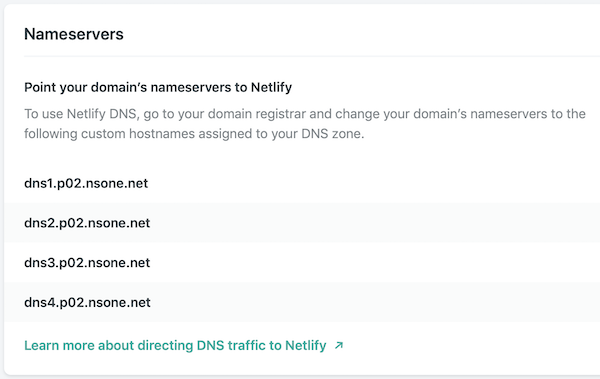 Nameservers
Point your domain’s nameservers to Netlify
To use Netlify DNS, go to your domain registrar and change your domain’s nameservers to the
following custom hostnames assigned to your DNS zone.
dns1.p02.nsone.net
dns2.p02.nsone.net
dns3.p02.nsone.net
dns4.p02.nsone.net
Learn more about directing DNS traffic to Netlify ↗